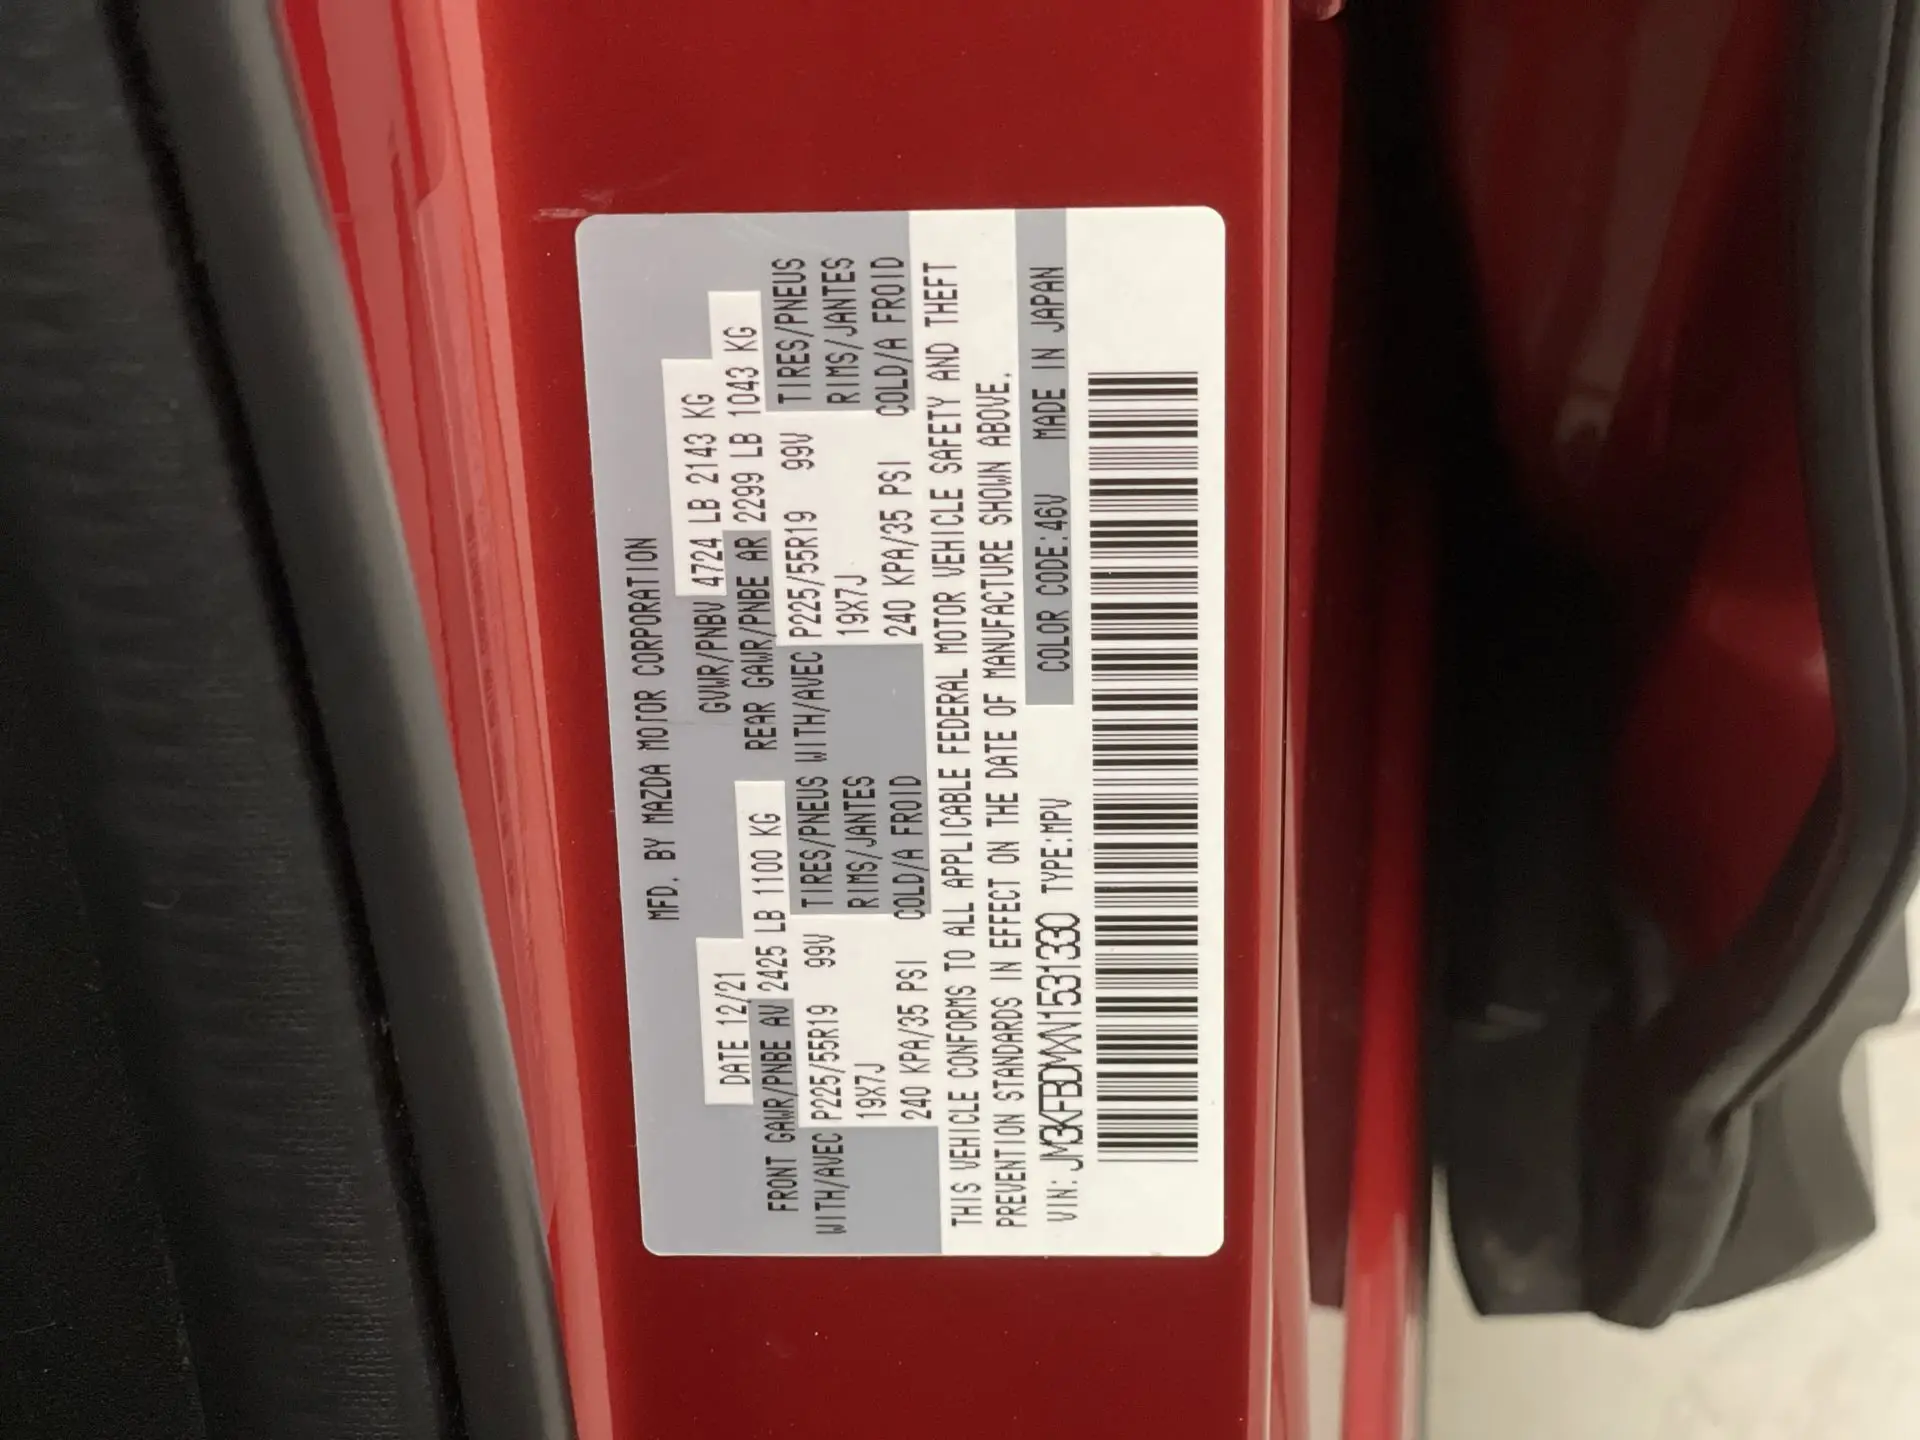 MFD. BY MAZDA MOTOR CORPORATION
DATE 12/21 GVWR/PNBV 4724 LB 2143 KG
FRONT GAWR/PNBE AV 2425 LB 1100 KG REAR GAWR/PNBE AR 2299 LB 1043 KG
WITH/AVEC P225/55R19 99V TIRES/PNEUS WITH/AVEC P225/55R19 99V TIRES/PNEUS
19X7J RIMS/JANTES 19X7J RIMS/JANTES
240 KPA/35 PSI COLD/A FROID 240 KPA/35 PSI COLD/A FROID
THIS VEHICLE CONFORMS TO ALL APPLICABLE FEDERAL MOTOR VEHICLE SAFETY AND THEFT
PREVENTION STANDARDS IN EFFECT ON THE DATE OF MANUFACTURE SHOWN ABOVE.
VIN: JM3KFBDMXN1531330 TYPE:MPV COLOR CODE:46V MADE IN JAPAN